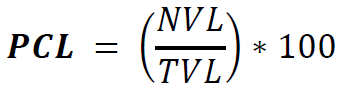 PCL = (NVL/TVL) * 100